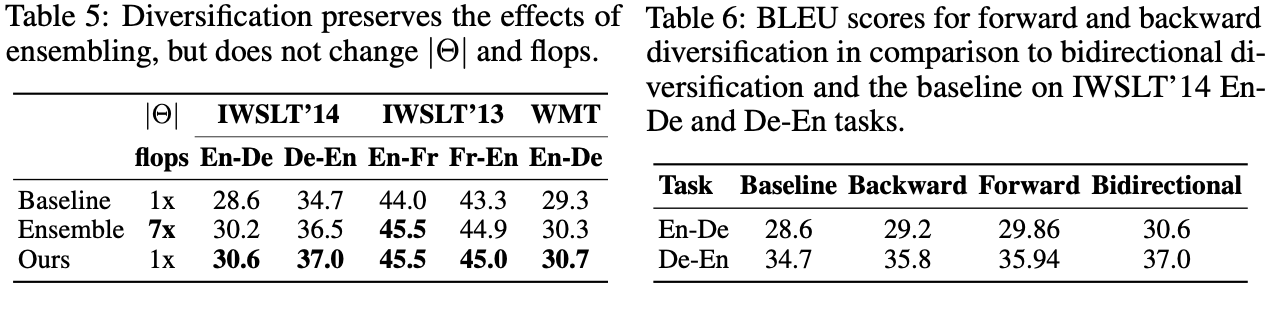 Table 5: Diversification preserves the effects of
ensembling, but does not change |Θ| and flops.
|Θ| IWSLT'14 IWSLT'13 WMT
flops En-De De-En En-Fr Fr-En En-De
Baseline 1x 28.6 34.7 44.0 43.3 29.3
Ensemble 7x 30.2 36.5 45.5 44.9 30.3
Ours 1x 30.6 37.0 45.5 45.0 30.7
Table 6: BLEU scores for forward and backward
diversification in comparison to bidirectional di-
versification and the baseline on IWSLT'14 En-
De and De-En tasks.
Task Baseline Backward Forward Bidirectional
En-De 28.6 29.2 29.86 30.6
De-En 34.7 35.8 35.94 37.0